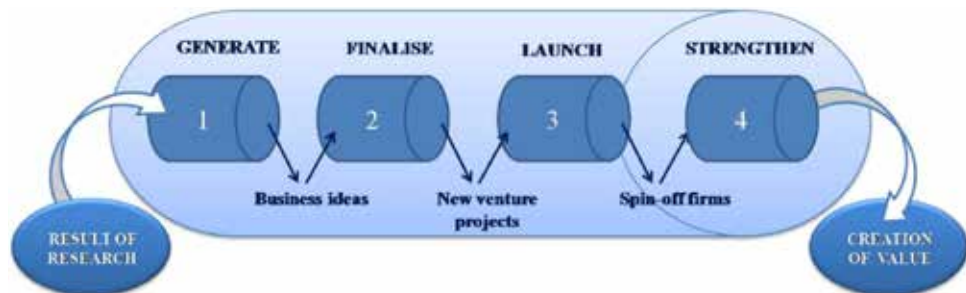 GENERATE
FINALISE
LAUNCH
STRENGTHEN
1
2
3
4
Business ideas
New venture
projects
Spin-off firms
RESULT OF
RESEARCH
CREATION
OF VALUE